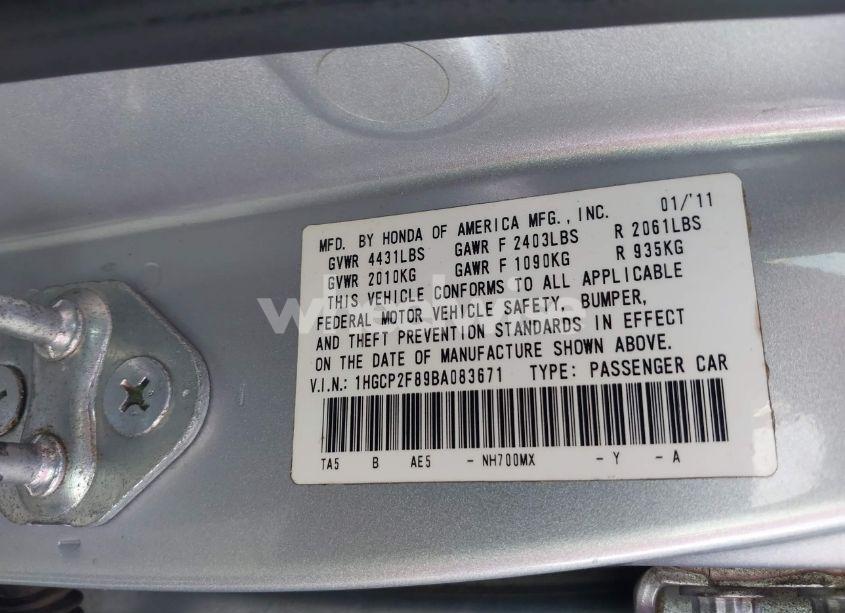 MFD. BY HONDA OF AMERICA MFG., INC. 01/'11
GVWR 4431LBS GAWR F 2403LBS R 2061LBS
GVWR 2010KG GAWR F 1090KG R 935KG
THIS VEHICLE CONFORMS TO ALL APPLICABLE
FEDERAL MOTOR VEHICLE SAFETY, BUMPER,
AND THEFT PREVENTION STANDARDS IN EFFECT
ON THE DATE OF MANUFACTURE SHOWN ABOVE.
V.I.N.: 1HGCP2F89BA083671 TYPE: PASSENGER CAR
TA5 B AE5 - NH700MX - Y - A